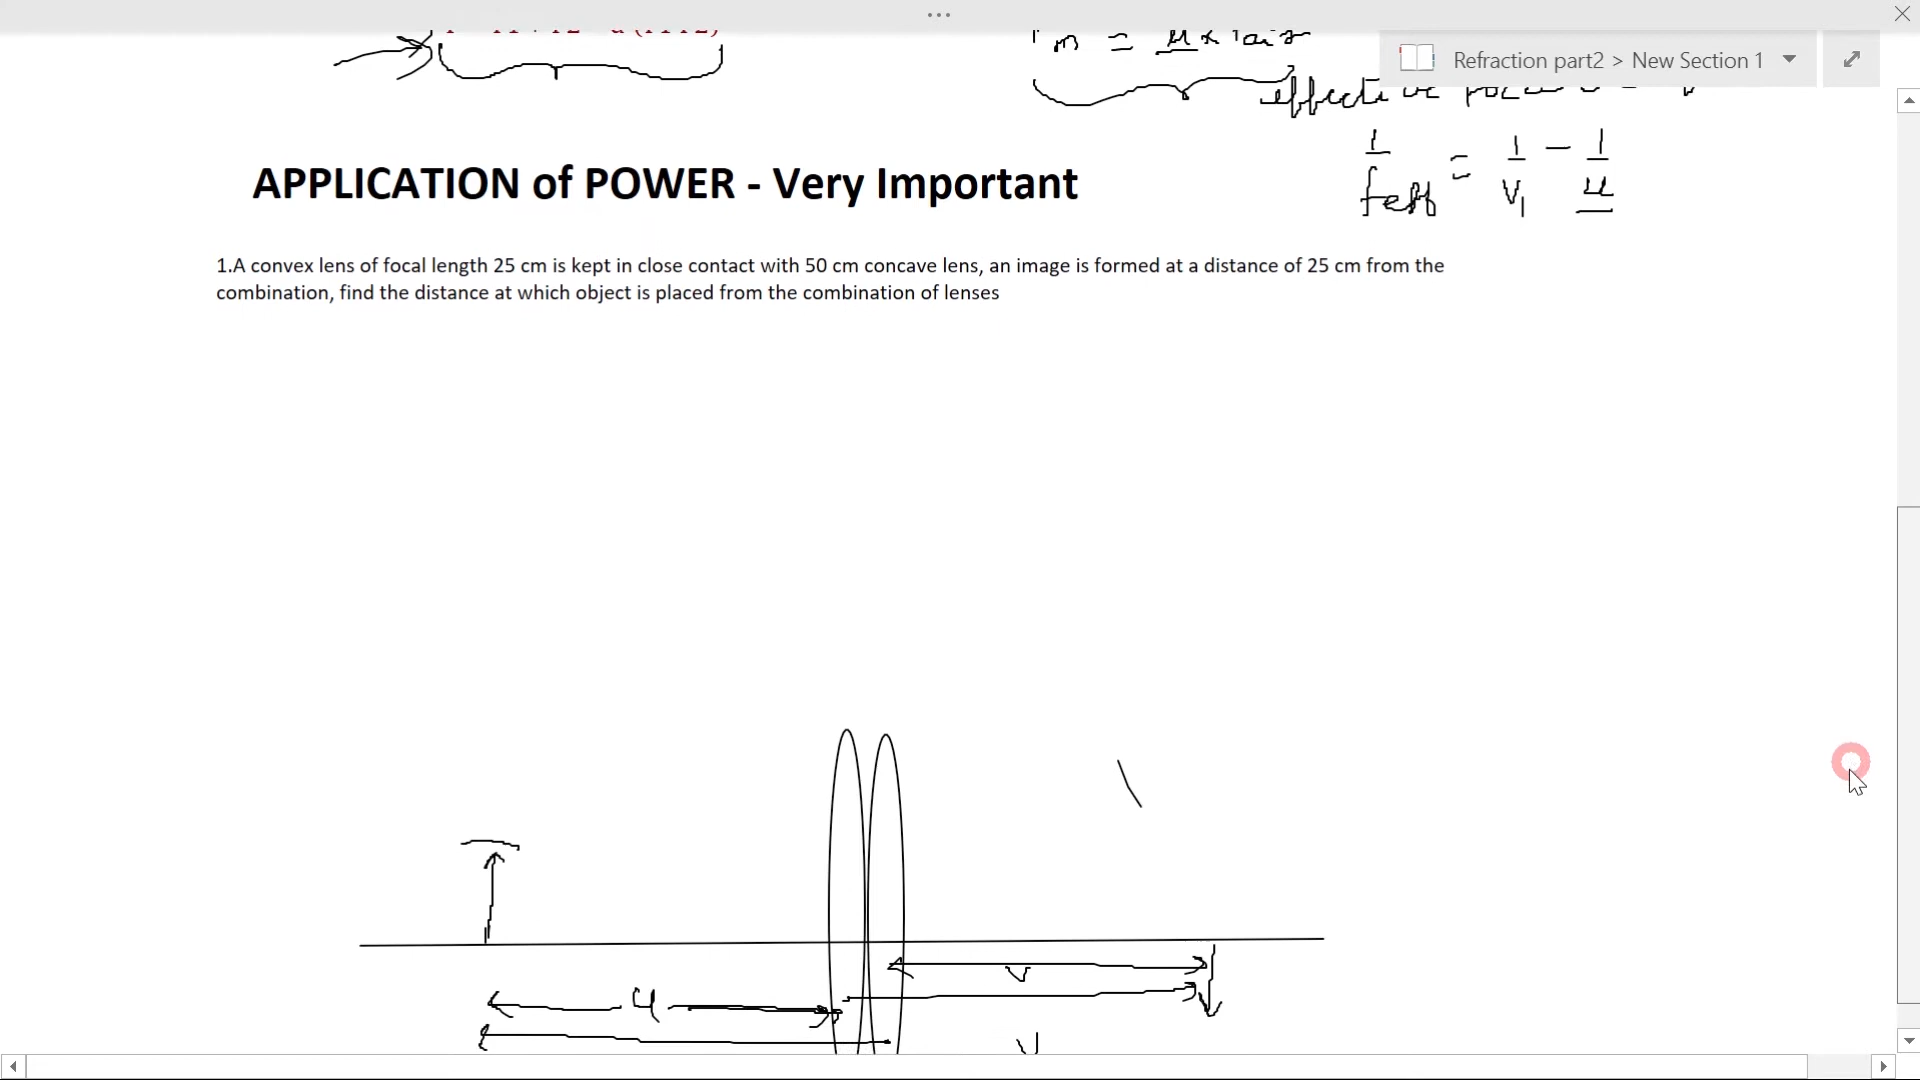 m = u x
Refraction part2 > New Section 1
effective
1/feff = 1/v1 - 1/u
APPLICATION of POWER - Very Important
1.A convex lens of focal length 25 cm is kept in close contact with 50 cm concave lens, an image is formed at a distance of 25 cm from the
combination, find the distance at which object is placed from the combination of lenses
v
u
v